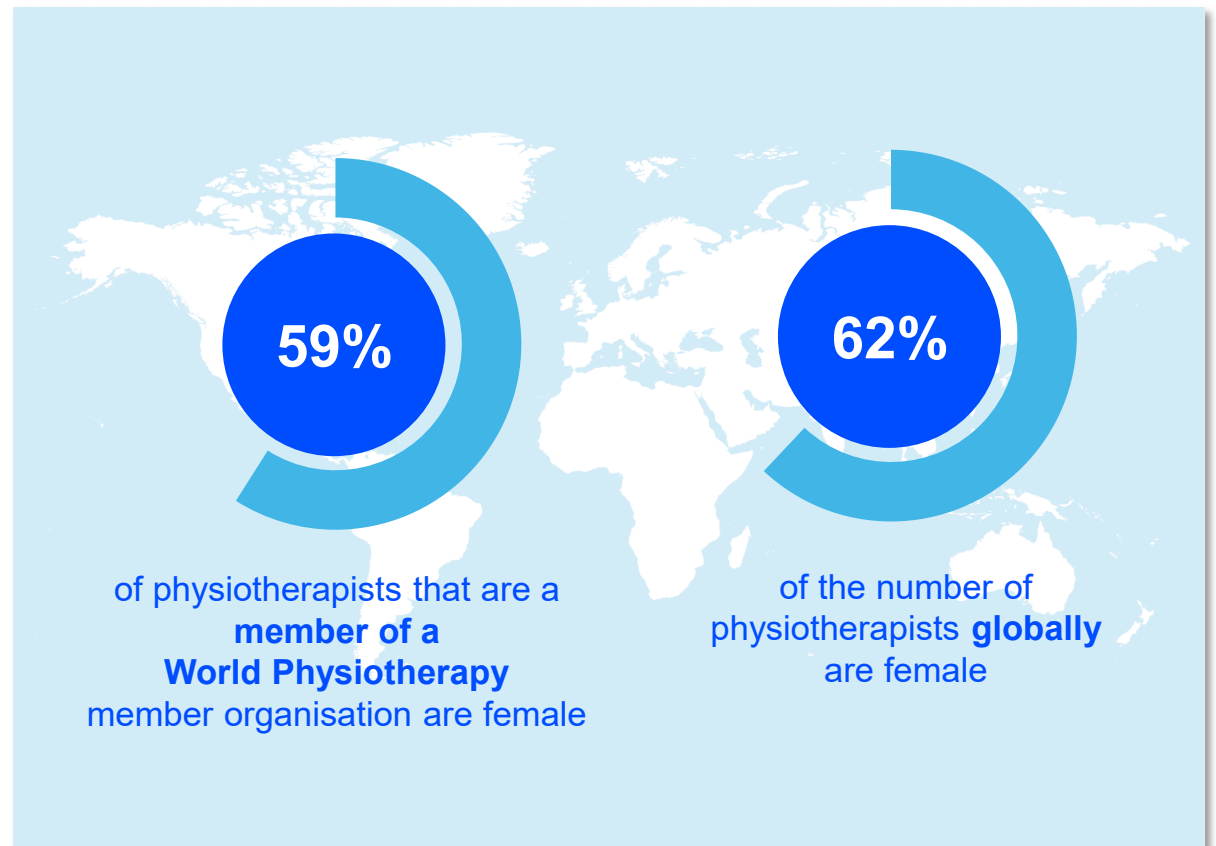 59%
of physiotherapists that are a
member of a
World Physiotherapy
member organisation are female
62%
of the number of
physiotherapists globally
are female